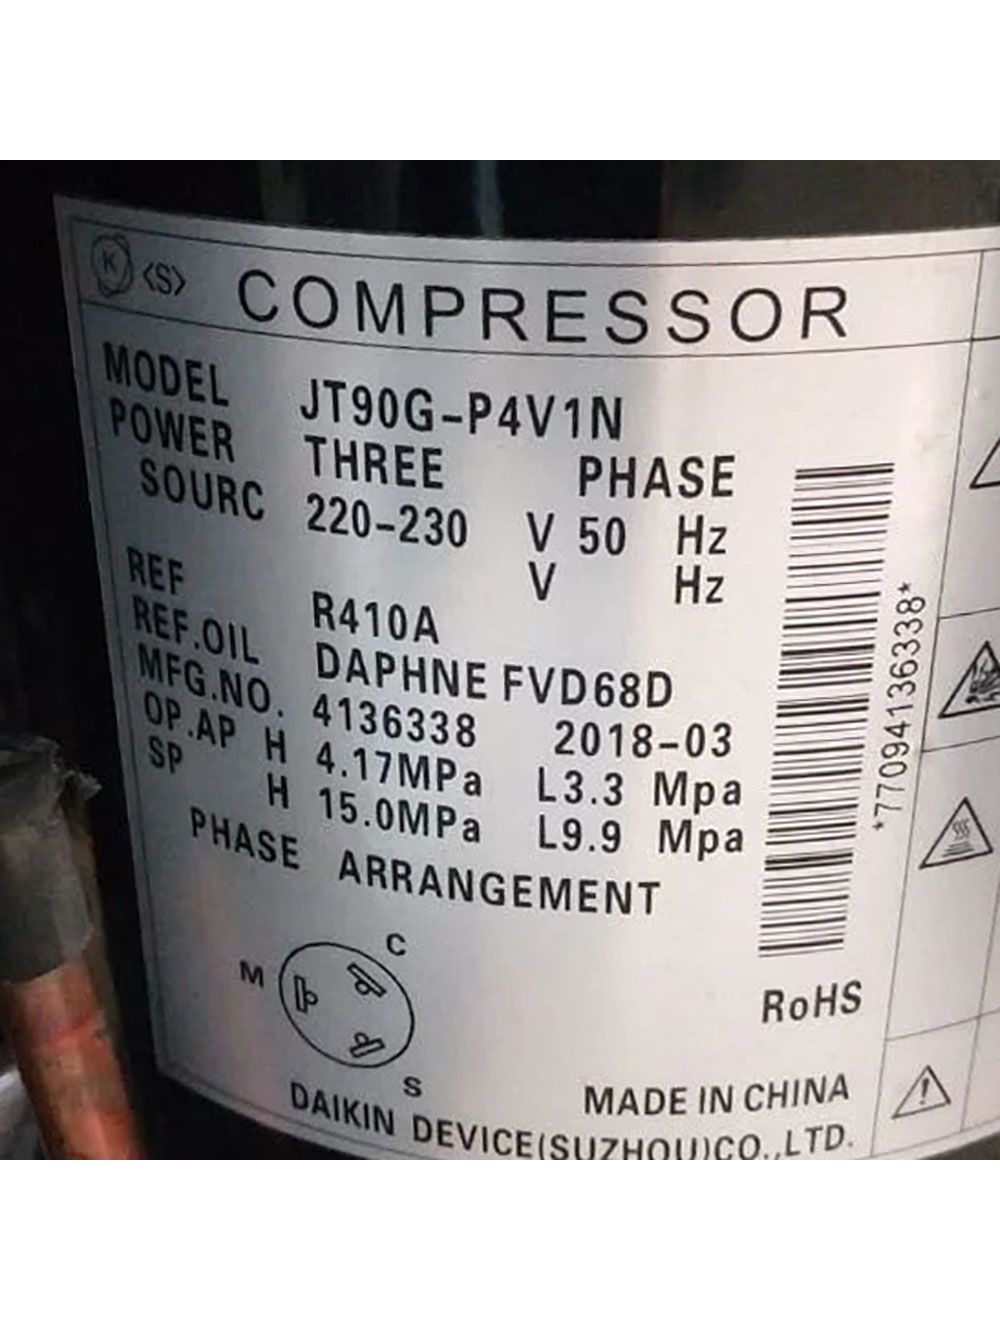 K <S> COMPRESSOR
MODEL JT90G-P4V1N
POWER THREE PHASE
SOURC 220-230 V 50 Hz
V Hz
REF R410A
REF.OIL DAPHNE FVD68D
MFG.NO. 4136338 2018-03
OP.AP H 4.17MPa L3.3 Mpa
SP H 15.0MPa L9.9 Mpa
PHASE ARRANGEMENT
C
M
S
*77094136338*
RoHS
MADE IN CHINA
DAIKIN DEVICE(SUZHOU)CO.,LTD.